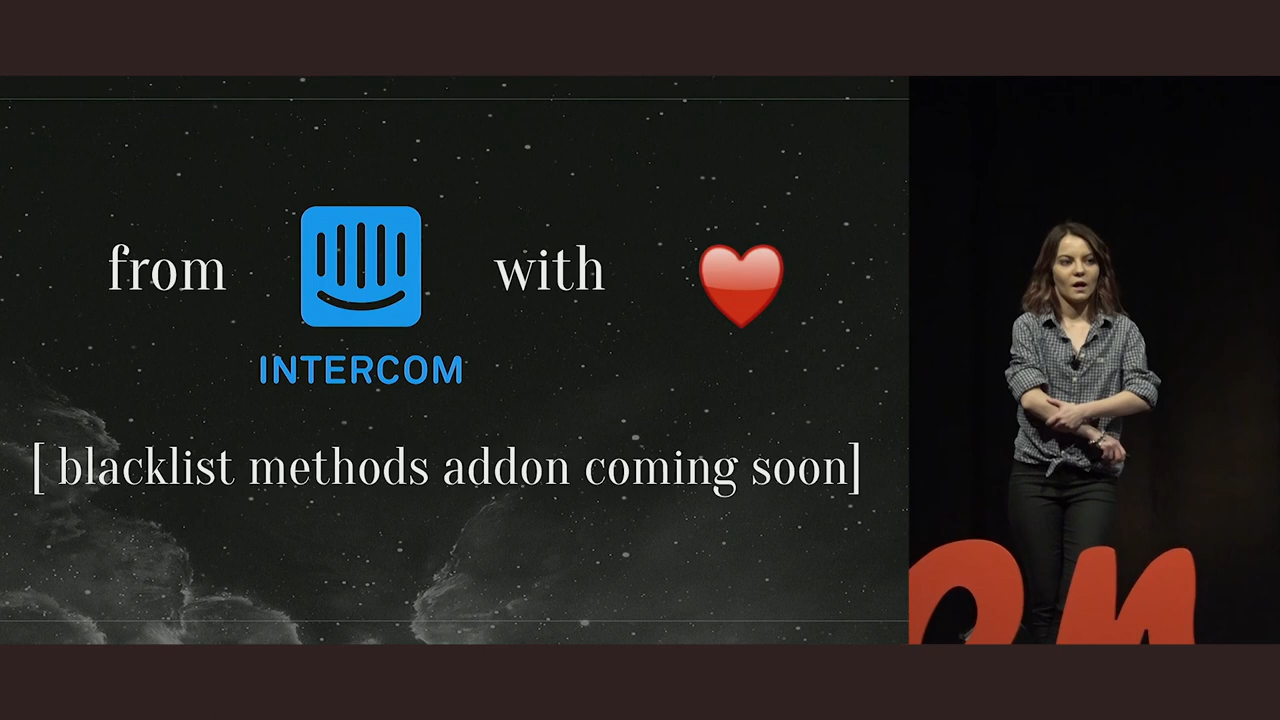 from INTERCOM with
[ blacklist methods addon coming soon]